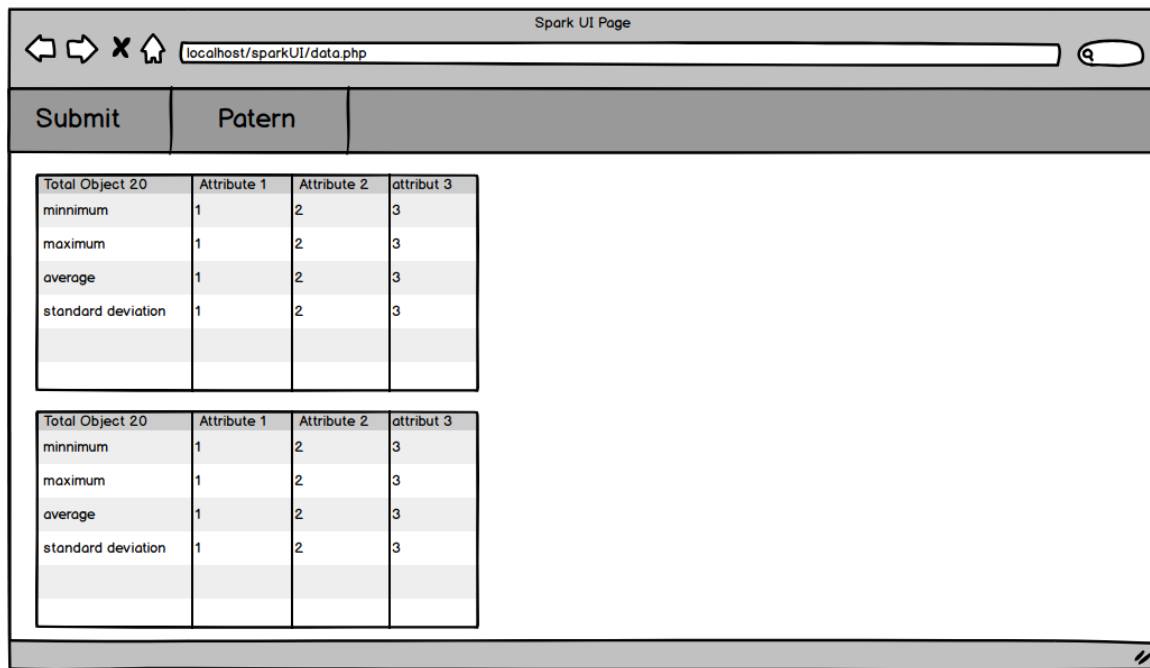 Spark UI Page
localhost/sparkUI/data.php
Submit Patern
Total Object 20 Attribute 1 Attribute 2 attribut 3
minnimum 1 2 3
maximum 1 2 3
average 1 2 3
standard deviation 1 2 3
Total Object 20 Attribute 1 Attribute 2 attribut 3
minnimum 1 2 3
maximum 1 2 3
average 1 2 3
standard deviation 1 2 3